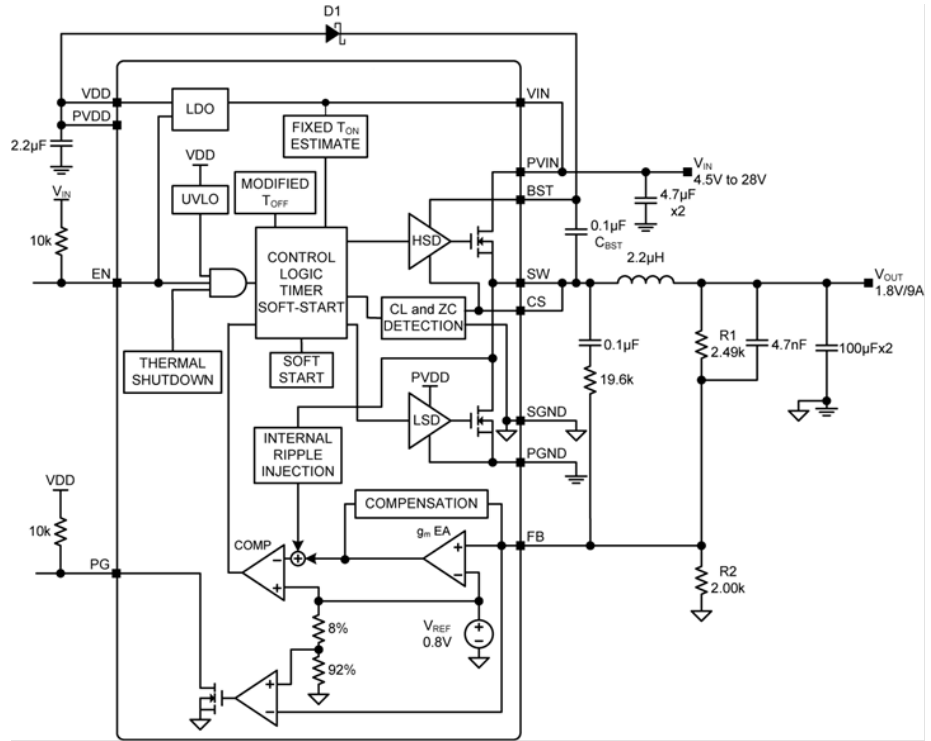 D1
VDD
PVDD
2.2µF
LDO
VIN
FIXED TON
ESTIMATE
PVIN
VIN
4.5V to 28V
VDD
VIN
UVLO
MODIFIED
TOFF
BST
4.7µF
x2
10k
HSD
0.1µF
CBST
2.2µH
EN
CONTROL
LOGIC
TIMER
SOFT-START
SW
VOUT
1.8V/9A
CL and ZC
DETECTION
CS
THERMAL
SHUTDOWN
SOFT
START
0.1µF
19.6k
R1
2.49k
4.7nF
100µFx2
PVDD
LSD
SGND
INTERNAL
RIPPLE
INJECTION
PGND
VDD
10k
COMPENSATION
gm EA
FB
COMP
PG
R2
2.00k
8%
VREF
0.8V
92%